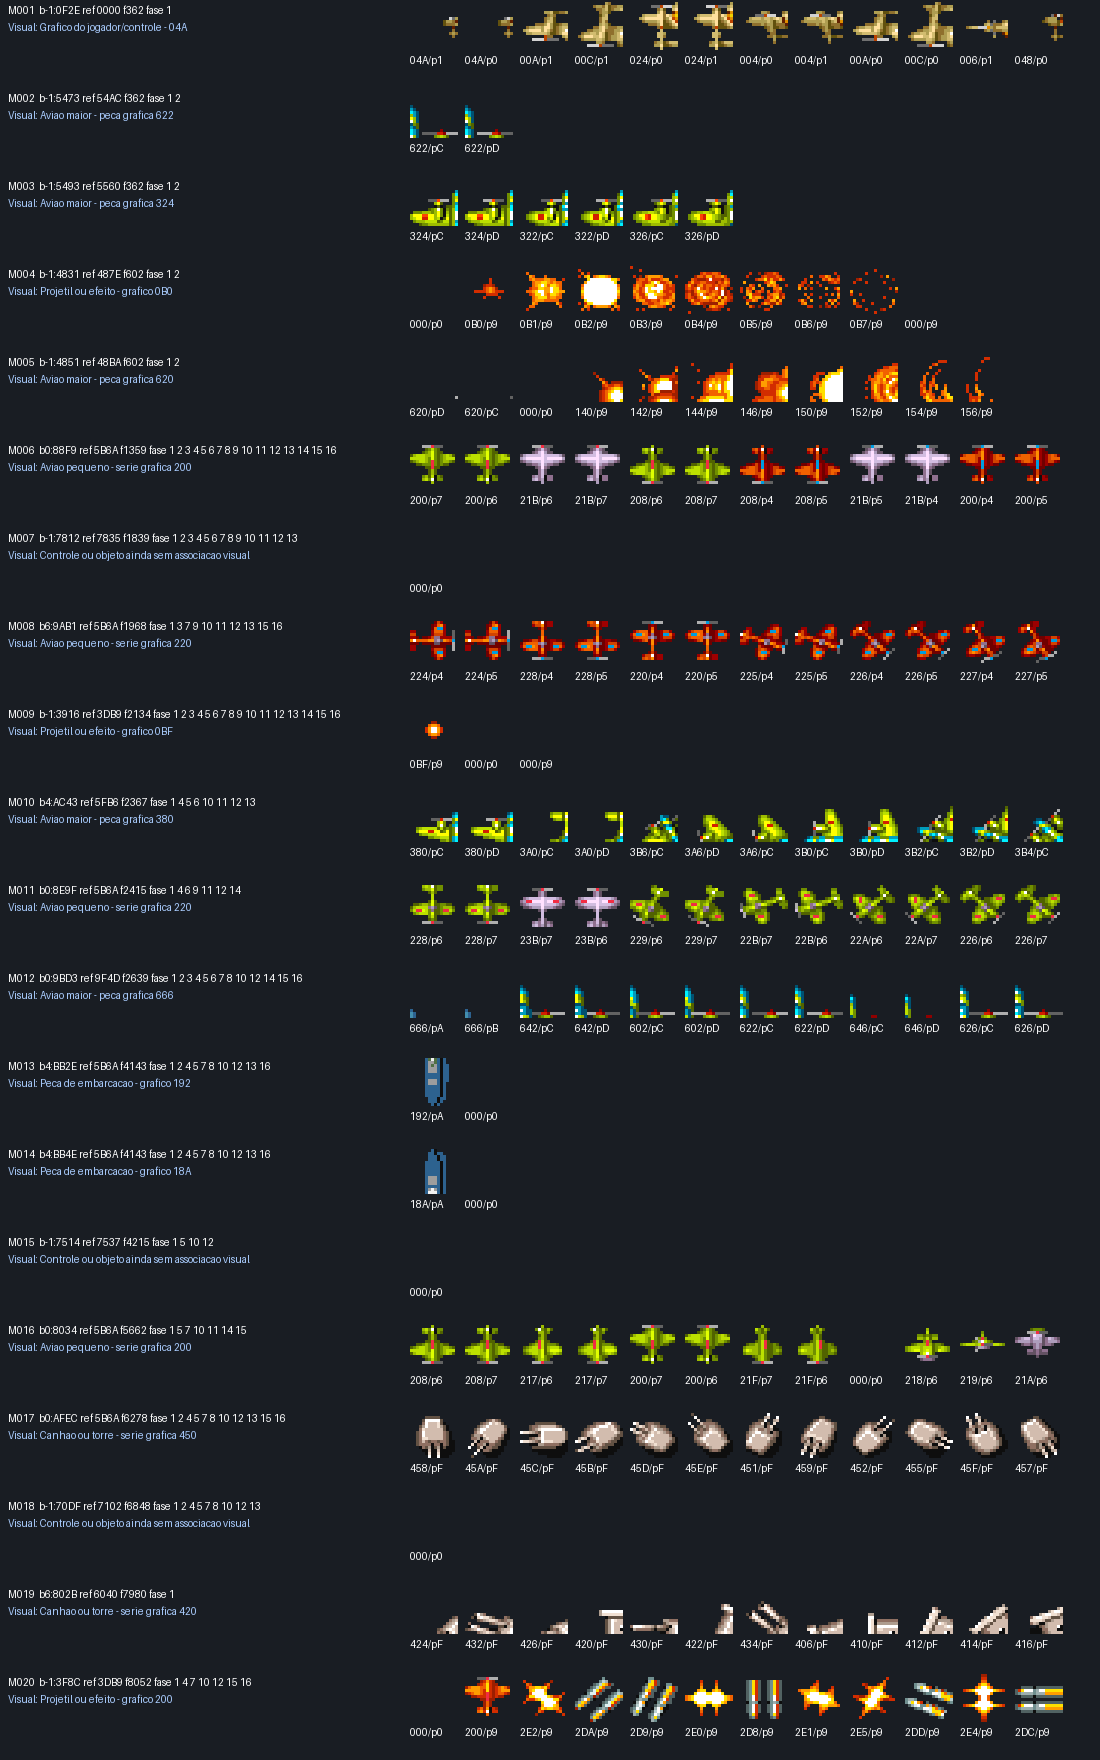 M001 b-1:0F2E ref 0000 f362 fase 1
Visual: Grafico do jogador/controle - 04A
04A/p1 04A/p0 00A/p1 00C/p1 024/p0 024/p1 004/p0 004/p1 00A/p0 00C/p0 006/p1 048/p0
M002 b-1:5473 ref 54AC f362 fase 1 2
Visual: Aviao maior - peca grafica 622
622/pC 622/pD
M003 b-1:5493 ref 5560 f362 fase 1 2
Visual: Aviao maior - peca grafica 324
324/pC 324/pD 322/pC 322/pD 326/pC 326/pD
M004 b-1:4831 ref 487E f602 fase 1 2
Visual: Projetil ou efeito - grafico 0B0
000/p0 0B0/p9 0B1/p9 0B2/p9 0B3/p9 0B4/p9 0B5/p9 0B6/p9 0B7/p9 000/p9
M005 b-1:4851 ref 48BA f602 fase 1 2
Visual: Aviao maior - peca grafica 620
620/pD 620/pC 000/p0 140/p9 142/p9 144/p9 146/p9 150/p9 152/p9 154/p9 156/p9
M006 b0:88F9 ref 5B6A f1359 fase 1 2 3 4 5 6 7 8 9 10 11 12 13 14 15 16
Visual: Aviao pequeno - serie grafica 200
200/p7 200/p6 21B/p6 21B/p7 208/p6 208/p7 208/p4 208/p5 21B/p5 21B/p4 200/p4 200/p5
M007 b-1:7812 ref 7835 f1839 fase 1 2 3 4 5 6 7 8 9 10 11 12 13
Visual: Controle ou objeto ainda sem associacao visual
000/p0
M008 b6:9AB1 ref 5B6A f1968 fase 1 3 7 9 10 11 12 13 15 16
Visual: Aviao pequeno - serie grafica 220
224/p4 224/p5 228/p4 228/p5 220/p4 220/p5 225/p4 225/p5 226/p4 226/p5 227/p4 227/p5
M009 b-1:3916 ref 3DB9 f2134 fase 1 2 3 4 5 6 7 8 9 10 11 12 13 14 15 16
Visual: Projetil ou efeito - grafico 0BF
0BF/p9 000/p0 000/p9
M010 b4:AC43 ref 5FB6 f2367 fase 1 4 5 6 10 11 12 13
Visual: Aviao maior - peca grafica 380
380/pC 380/pD 3A0/pC 3A0/pD 3B6/pC 3A6/pD 3A6/pC 3B0/pC 3B0/pD 3B2/pC 3B2/pD 3B4/pC
M011 b0:8E9F ref 5B6A f2415 fase 1 4 6 9 11 12 14
Visual: Aviao pequeno - serie grafica 220
228/p6 228/p7 23B/p7 23B/p6 229/p6 229/p7 22B/p7 22B/p6 22A/p6 22A/p7 226/p6 226/p7
M012 b0:9BD3 ref 9F4D f2639 fase 1 2 3 4 5 6 7 8 10 12 14 15 16
Visual: Aviao maior - peca grafica 666
666/pA 666/pB 642/pC 642/pD 602/pC 602/pD 622/pC 622/pD 646/pC 646/pD 626/pC 626/pD
M013 b4:BB2E ref 5B6A f4143 fase 1 2 4 5 7 8 10 12 13 16
Visual: Peca de embarcacao - grafico 192
192/pA 000/p0
M014 b4:BB4E ref 5B6A f4143 fase 1 2 4 5 7 8 10 12 13 16
Visual: Peca de embarcacao - grafico 18A
18A/pA 000/p0
M015 b-1:7514 ref 7537 f4215 fase 1 5 10 12
Visual: Controle ou objeto ainda sem associacao visual
000/p0
M016 b0:8034 ref 5B6A f5662 fase 1 5 7 10 11 14 15
Visual: Aviao pequeno - serie grafica 200
208/p6 208/p7 217/p6 217/p7 200/p7 200/p6 21F/p7 21F/p6 000/p0 218/p6 219/p6 21A/p6
M017 b0:AFEC ref 5B6A f6278 fase 1 2 4 5 7 8 10 12 13 15 16
Visual: Canhao ou torre - serie grafica 450
458/pF 45A/pF 45C/pF 45B/pF 45D/pF 45E/pF 451/pF 459/pF 452/pF 455/pF 45F/pF 457/pF
M018 b-1:70DF ref 7102 f6848 fase 1 2 4 5 7 8 10 12 13
Visual: Controle ou objeto ainda sem associacao visual
000/p0
M019 b6:802B ref 6040 f7980 fase 1
Visual: Canhao ou torre - serie grafica 420
424/pF 432/pF 426/pF 420/pF 430/pF 422/pF 434/pF 406/pF 410/pF 412/pF 414/pF 416/pF
M020 b-1:3F8C ref 3DB9 f8052 fase 1 4 7 10 12 15 16
Visual: Projetil ou efeito - grafico 200
000/p0 200/p9 2E2/p9 2DA/p9 2D9/p9 2E0/p9 2D8/p9 2E1/p9 2E5/p9 2DD/p9 2E4/p9 2DC/p9